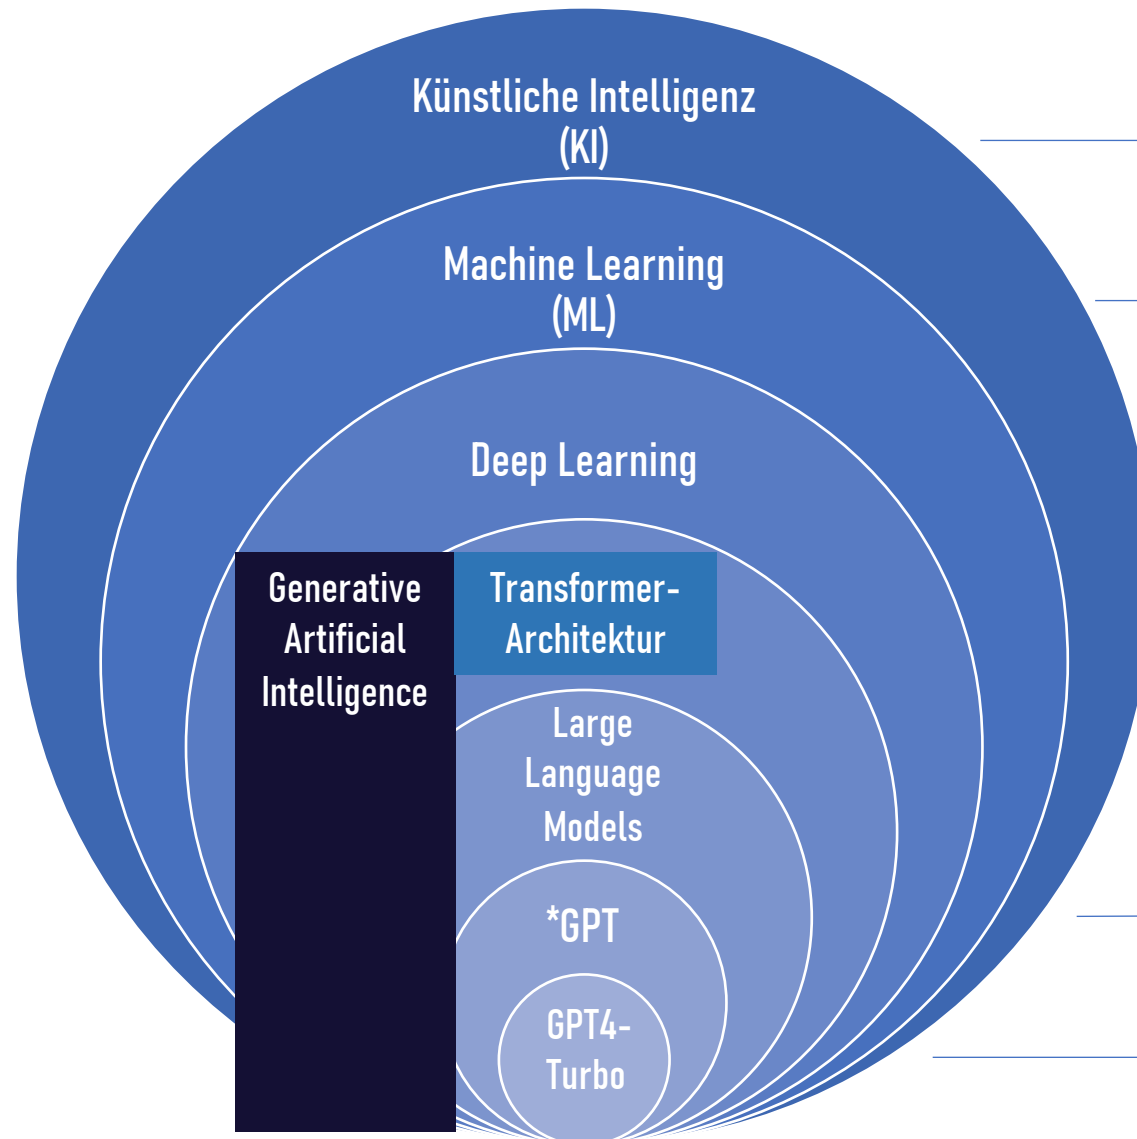 Künstliche Intelligenz
(KI)
Machine Learning
(ML)
Deep Learning
Generative
Artificial
Intelligence
Transformer-
Architektur
Large
Language
Models
*GPT
GPT4-
Turbo